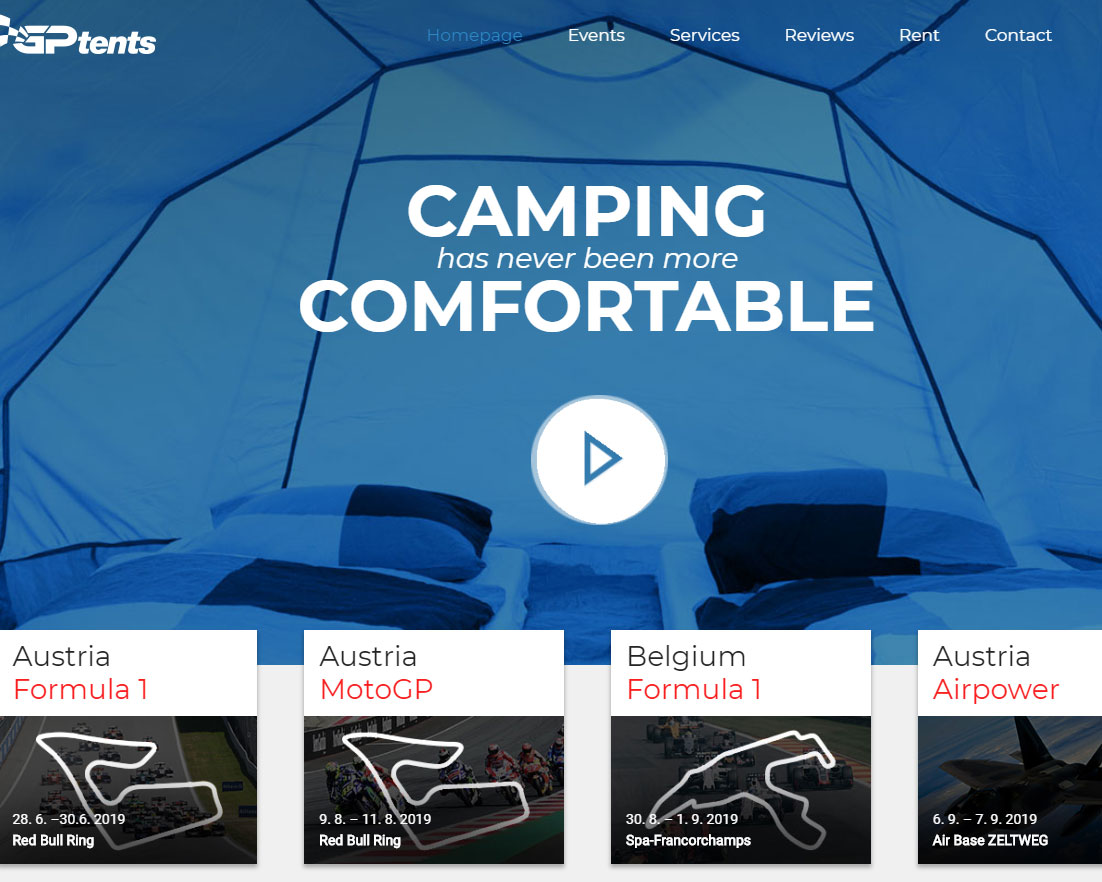 GPtents
Homepage Events Services Reviews Rent Contact
CAMPING
has never been more
COMFORTABLE
Austria
Formula 1
28. 6. –30.6. 2019
Red Bull Ring
Austria
MotoGP
9. 8. – 11. 8. 2019
Red Bull Ring
Belgium
Formula 1
30. 8. – 1. 9. 2019
Spa-Francorchamps
Austria
Airpower
6. 9. – 7. 9. 2019
Air Base ZELTWEG